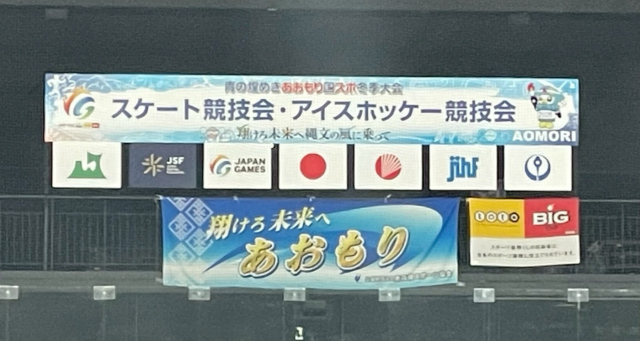 青の煌めきあおもり国スポ冬季大会
スケート競技会・アイスホッケー競技会
翔けろ未来へ縄文の風に乗って
AOMORI
JSF
JAPAN
GAMES
jihf
翔けろ未来へ
あおもり
toto
BIG